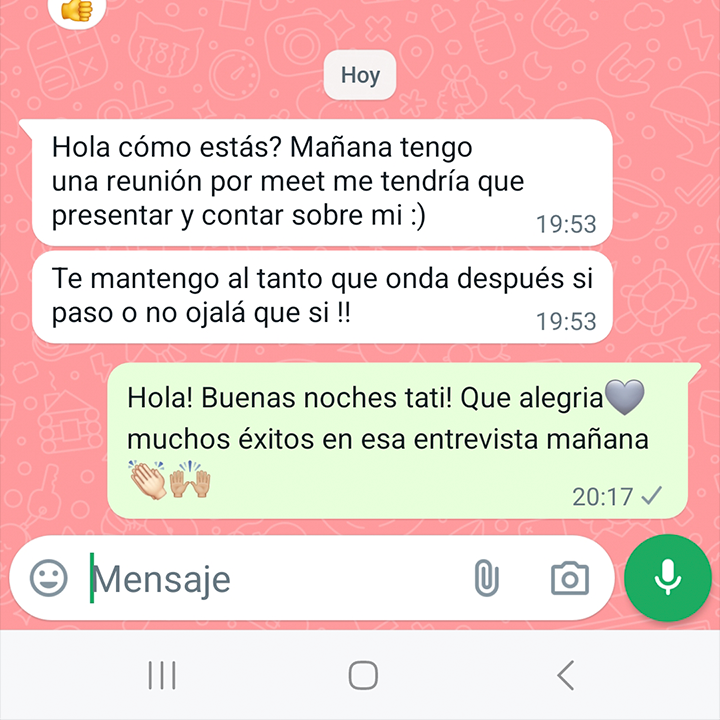 Hoy
Hola cómo estás? Mañana tengo
una reunión por meet me tendría que
presentar y contar sobre mi :)
19:53
Te mantengo al tanto que onda después si
paso o no ojalá que si !!
19:53
Hola! Buenas noches tati! Que alegria🩶
muchos éxitos en esa entrevista mañana
👏🏼🙌🏼
20:17
Mensaje